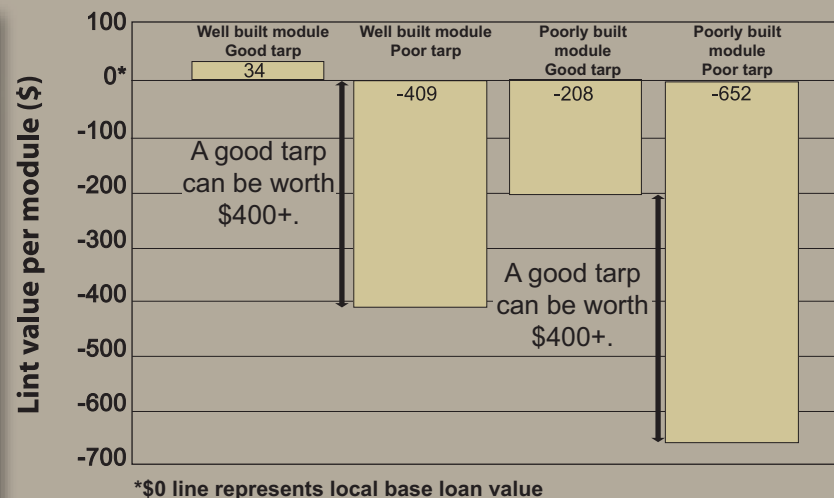 Lint value per module ($)
100
0*
-100
-200
-300
-400
-500
-600
-700
Well built module
Good tarp
34
Well built module
Poor tarp
-409
Poorly built
module
Good tarp
-208
Poorly built
module
Poor tarp
-652
A good tarp
can be worth
$400+.
A good tarp
can be worth
$400+.
*$0 line represents local base loan value